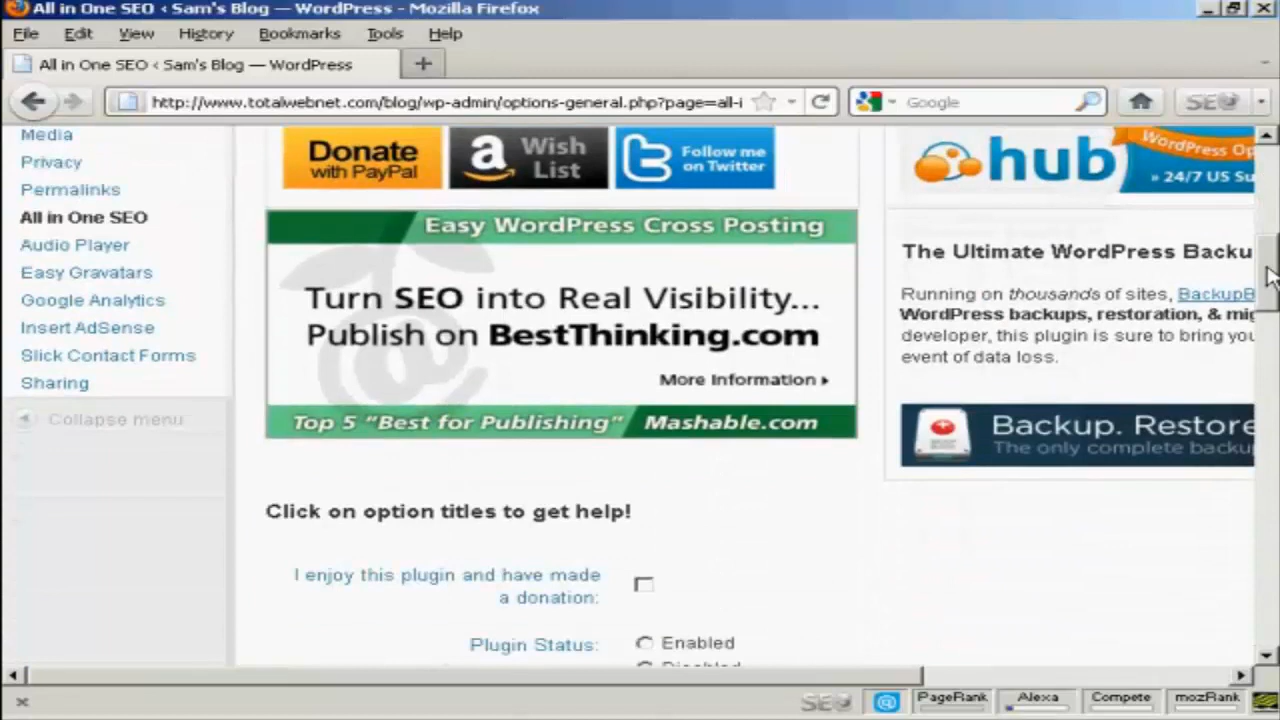 All in One SEO ‹ Sam's Blog — WordPress - Mozilla Firefox
File Edit View History Bookmarks Tools Help
All in One SEO ‹ Sam's Blog — WordPress
http://www.totalwebnet.com/blog/wp-admin/options-general.php?page=all-i
Google
SEO
Media
Privacy
Permalinks
All in One SEO
Audio Player
Easy Gravatars
Google Analytics
Insert AdSense
Slick Contact Forms
Sharing
Collapse menu
Donate
with PayPal
a Wish
List
Follow me
on Twitter
Easy WordPress Cross Posting
Turn SEO into Real Visibility...
Publish on BestThinking.com
More Information
Top 5 "Best for Publishing" Mashable.com
Click on option titles to get help!
I enjoy this plugin and have made
a donation:
Plugin Status:
Enabled
Disabled
hub
WordPress Op
» 24/7 US Su
The Ultimate WordPress Backu
Running on thousands of sites, BackupB
WordPress backups, restoration, & mig
developer, this plugin is sure to bring you
event of data loss.
Backup. Restore
The only complete backup
SEO
PageRank
Alexa
Compete
mozRank